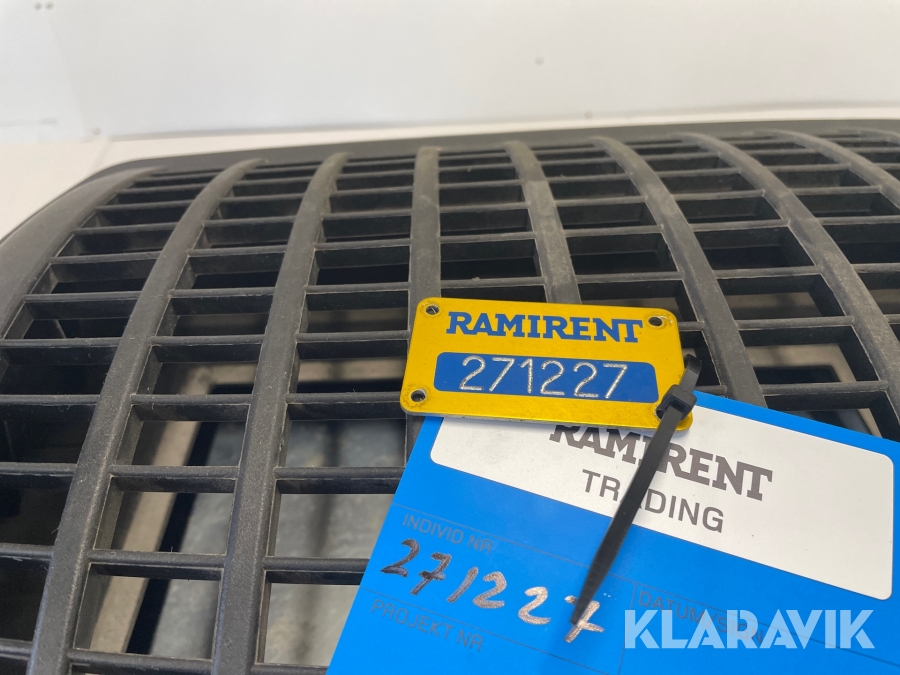 RAMIRENT
271227
RAMIRENT
TRADING
INDIVID NR
271227
PROJEKT NR
KLARAVIK